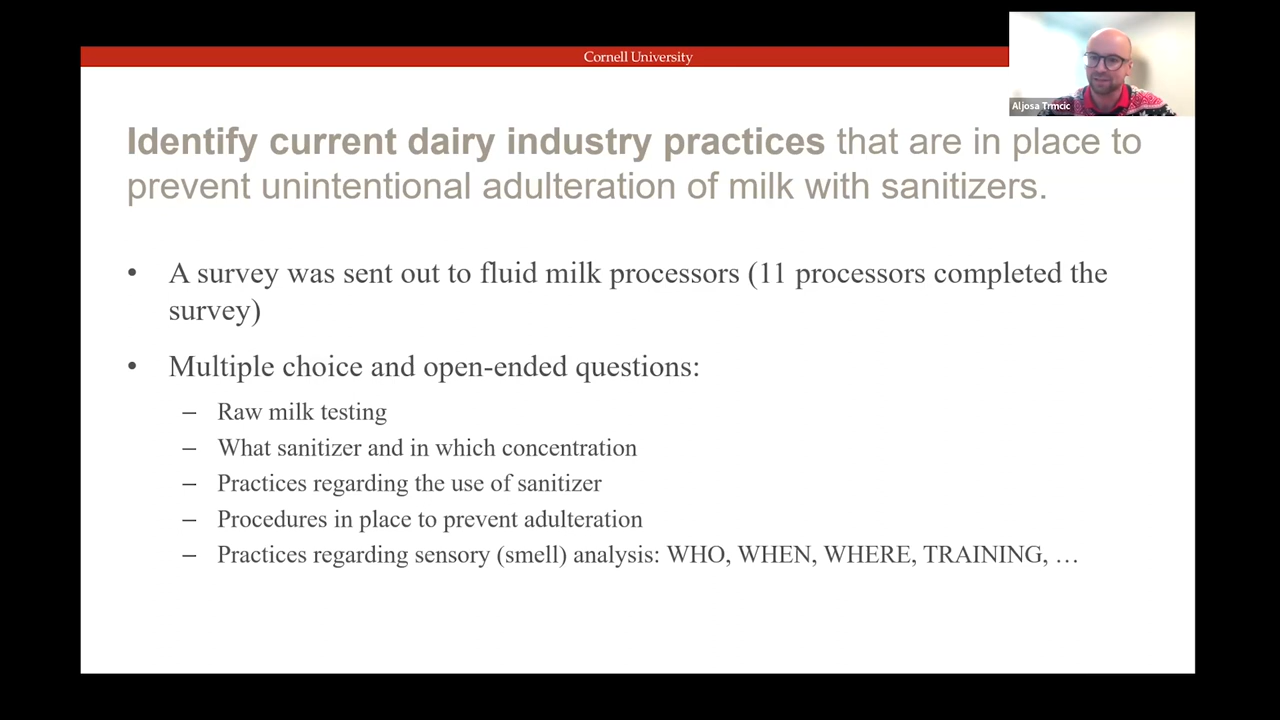 Cornell University
Aljosa Trmcic
Identify current dairy industry practices that are in place to
prevent unintentional adulteration of milk with sanitizers.
• A survey was sent out to fluid milk processors (11 processors completed the
survey)
• Multiple choice and open-ended questions:
– Raw milk testing
– What sanitizer and in which concentration
– Practices regarding the use of sanitizer
– Procedures in place to prevent adulteration
– Practices regarding sensory (smell) analysis: WHO, WHEN, WHERE, TRAINING, …